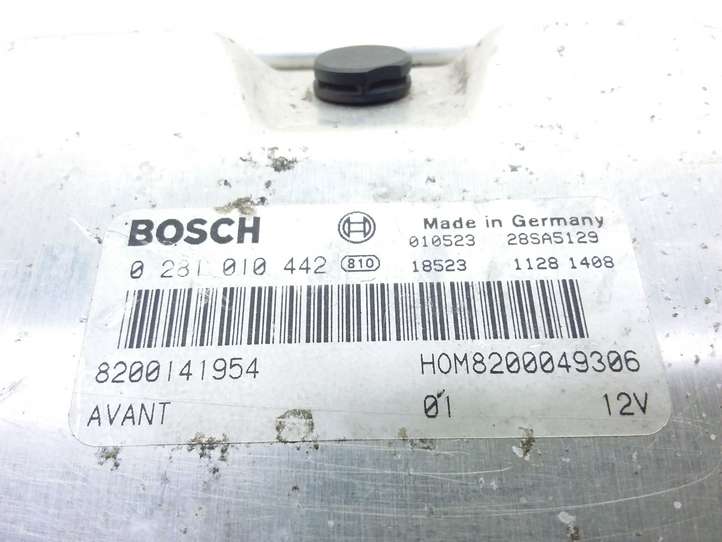 BOSCH Made in Germany
010523 28SA5129
0 281 010 442 810 18523 1128 1408
8200141954 HOM8200049306
AVANT 01 12V